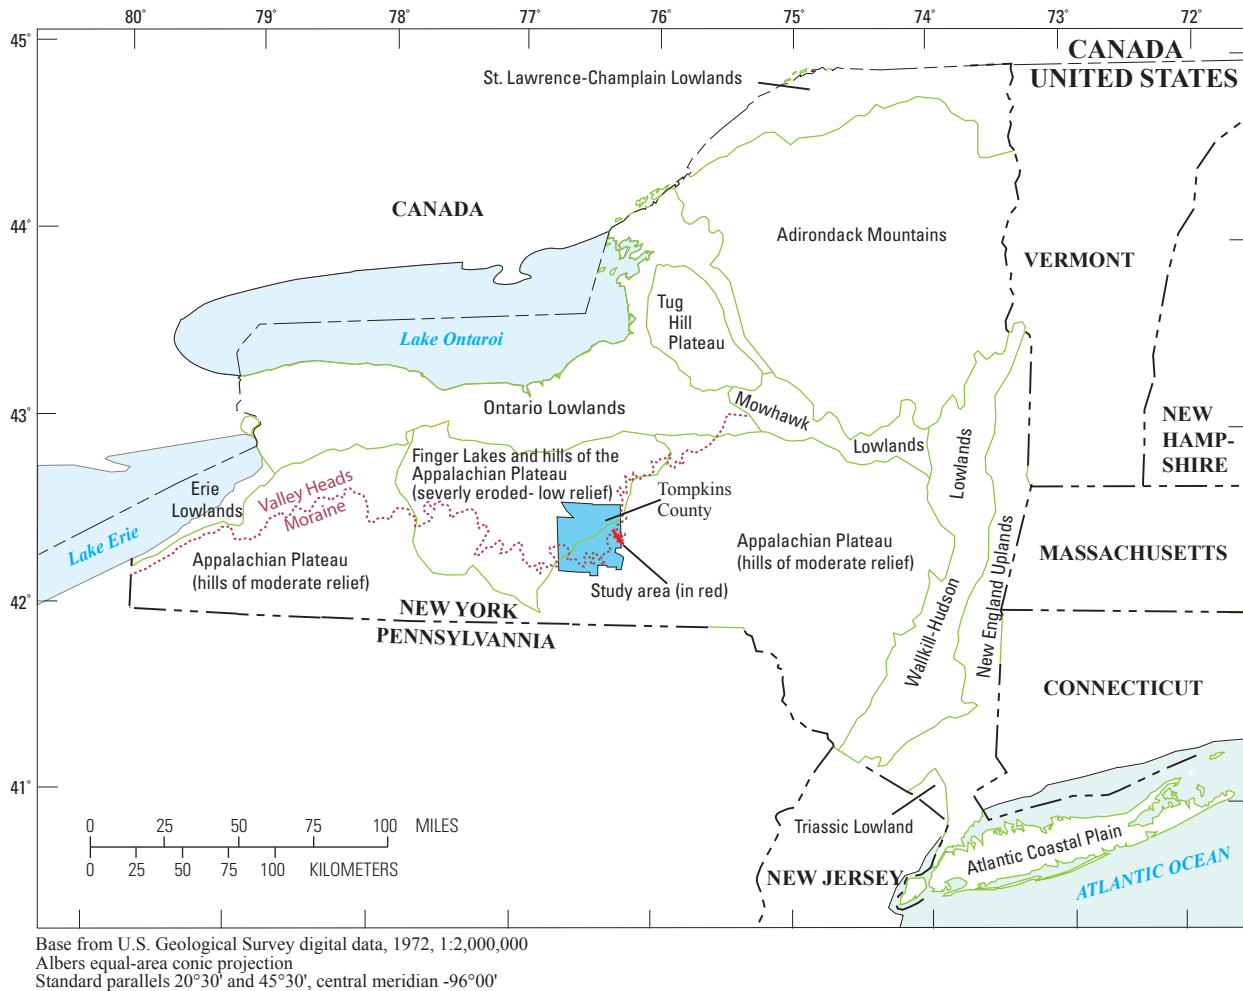 80˚
79˚
78˚
77˚
76˚
75˚
74˚
73˚
72˚
45˚
CANADA
UNITED STATES
St. Lawrence-Champlain Lowlands
CANADA
44˚
Adirondack Mountains
VERMONT
Tug
Hill
Plateau
Lake Ontaroi
43˚
Ontario Lowlands
Mowhawk
Lowlands
Lowlands
NEW
HAMP-
SHIRE
Finger Lakes and hills of the
Appalachian Plateau
(severly eroded- low relief)
Erie
Lowlands
Valley Heads
Moraine
Tompkins
County
Lake Erie
Appalachian Plateau
(hills of moderate relief)
Appalachian Plateau
(hills of moderate relief)
MASSACHUSETTS
Study area (in red)
42˚
NEW YORK
PENNSYLVANNIA
Wallkill-Hudson
New England Uplands
CONNECTICUT
41˚
0 25 50 75 100 MILES
0 25 50 75 100 KILOMETERS
Triassic Lowland
Atlantic Coastal Plain
NEW JERSEY
ATLANTIC OCEAN
Base from U.S. Geological Survey digital data, 1972, 1:2,000,000
Albers equal-area conic projection
Standard parallels 20°30' and 45°30', central meridian -96°00'